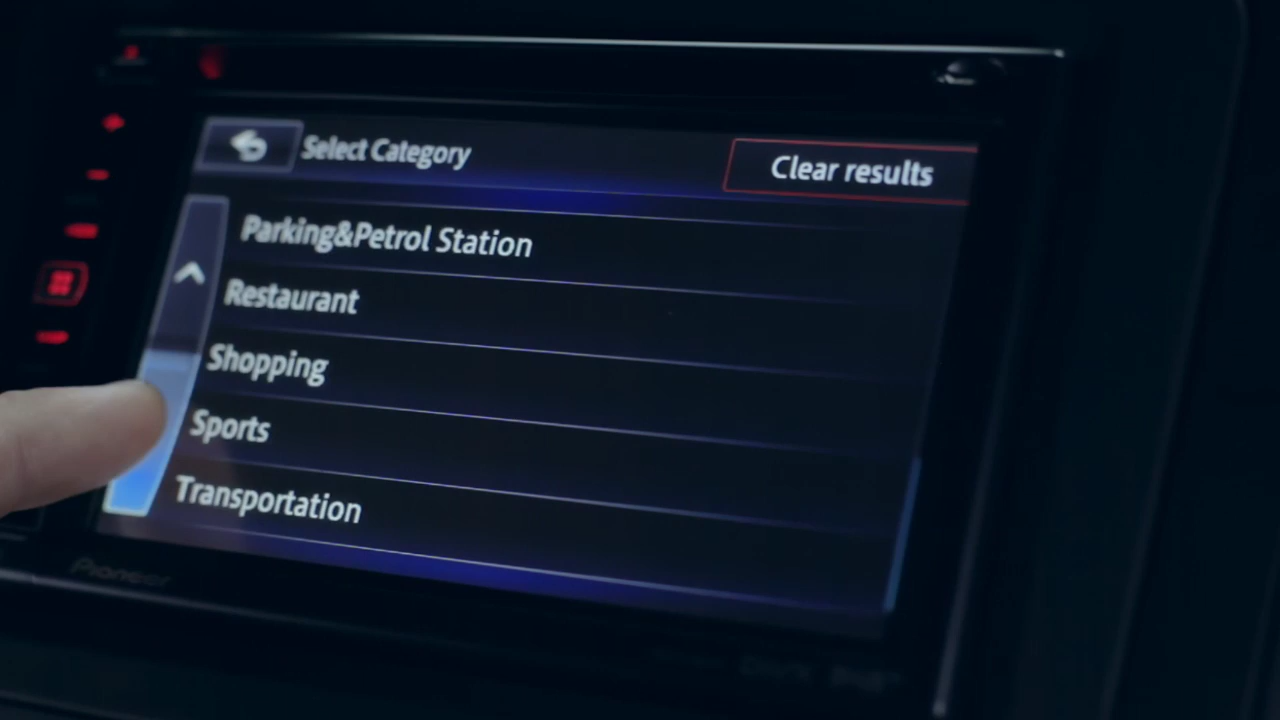 Select Category
Clear results
Parking&Petrol Station
Restaurant
Shopping
Sports
Transportation
Pioneer